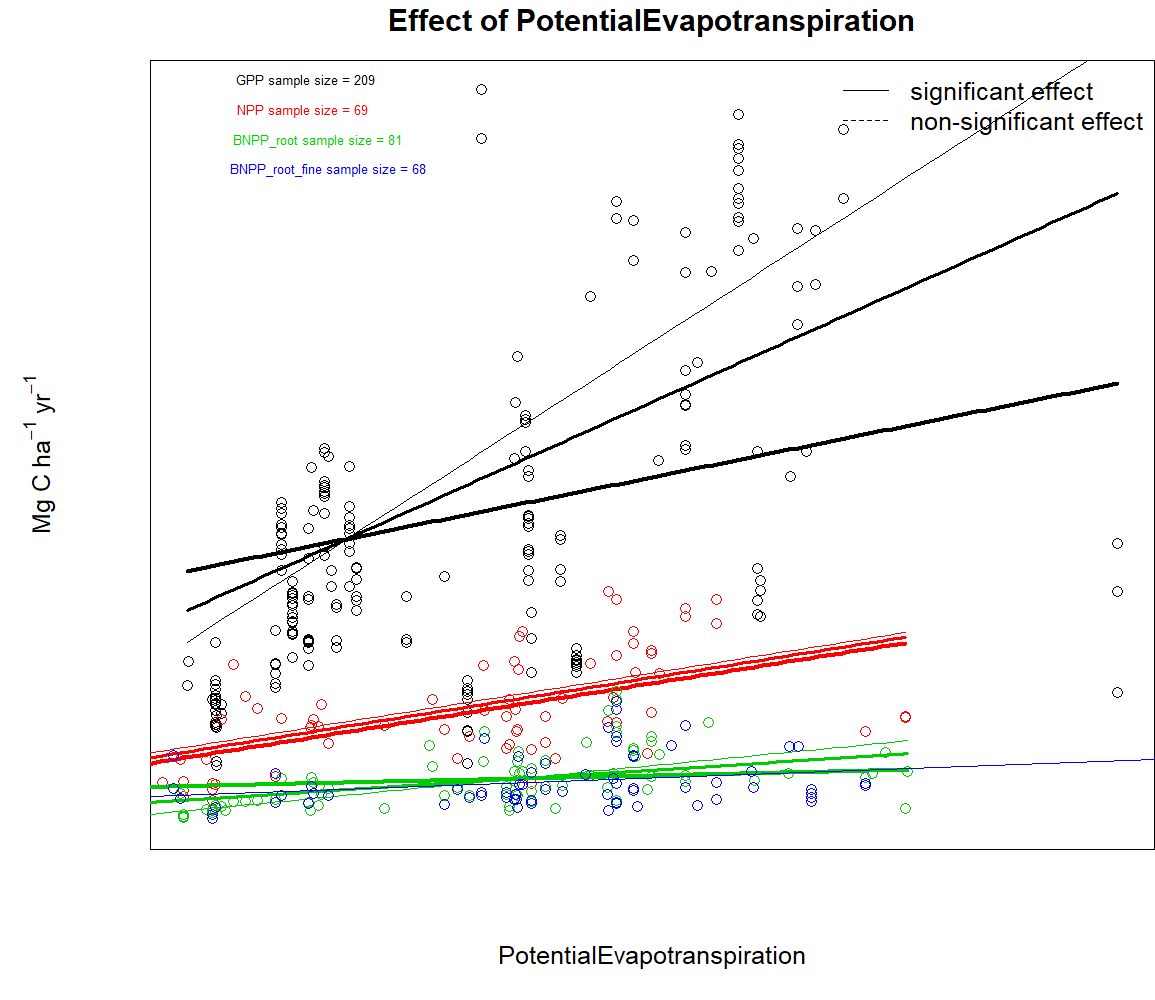 Effect of PotentialEvapotranspiration
GPP sample size = 209
NPP sample size = 69
BNPP_root sample size = 81
BNPP_root_fine sample size = 68
significant effect
non-significant effect
Mg C ha⁻¹ yr⁻¹
PotentialEvapotranspiration